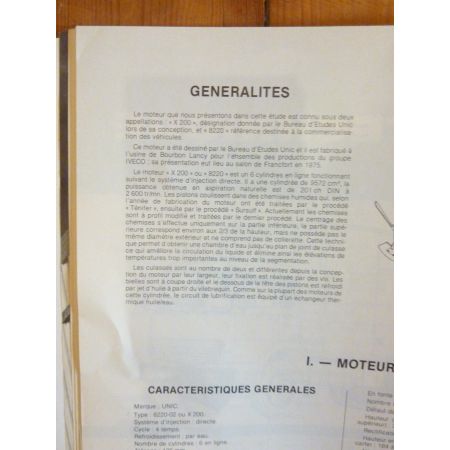 GENERALITES
Le moteur que nous présentons dans cette étude est connu sous deux
appellations : « X 200 », désignation donnée par le Bureau d'Etudes Unic
lors de sa conception, et « 8220 » référence destinée à la commercialisa-
tion des véhicules.
Ce moteur a été dessiné par le Bureau d'Etudes Unic et il est fabriqué à
l'usine de Bourbon Lancy pour l'ensemble des productions du groupe
IVECO ; sa présentation eut lieu au salon de Francfort en 1975.
Le moteur « X 200 » ou « 8220 » est un 6 cylindres en ligne fonctionnant
suivant le système d'injection directe. Il a une cylindrée de 9572 cm³, la
puissance obtenue en aspiration naturelle est de 201 ch DIN à
2 600 tr/mn. Les pistons coulissent dans des chemises humides qui, selon
l'année de fabrication du moteur ont été traitées par le procédé
« Ténifer », ensuite par le procédé « Sursulf ». Actuellement les chemises
sont à profil modifié et traitées par le dernier procédé. Le centrage des
chemises s'effectue uniquement sur la partie inférieure, la partie supé-
rieure correspond environ aux 2/3 de la hauteur, mais ne possède pas le
même diamètre extérieur et ne comprend pas de collerette. Cette techni-
que permet d'obtenir une chambre d'eau jusqu'au plan de joint de culasse
ce qui améliore la circulation du liquide et élimine ainsi les élévations de
températures trop importantes au niveau de la segmentation.
Les culasses sont au nombre de deux et différentes depuis la concep-
tion du moteur par leur largeur, leur fixation est réalisée par des vis. Les
bielles sont à coupe droite et le dessous de la tête des pistons est refroidi
par jet d'huile à partir du vilebrequin. Comme sur la plupart des moteurs de
cette cylindrée, le circuit de lubrification est équipé d'un échangeur ther-
mique huile/eau.
I. — MOTEUR
CARACTERISTIQUES GENERALES
Marque : UNIC.
Type : 8220-02 ou X 200.
Système d'injection : directe.
Cycle : 4 temps.
Refroidissement : par eau.
Nombre de cylindres : 6 en ligne.
En fonte
Nombre
Défaut de
Hauteur
supérieur)
Rectificati
Hauteur en
carter : 164